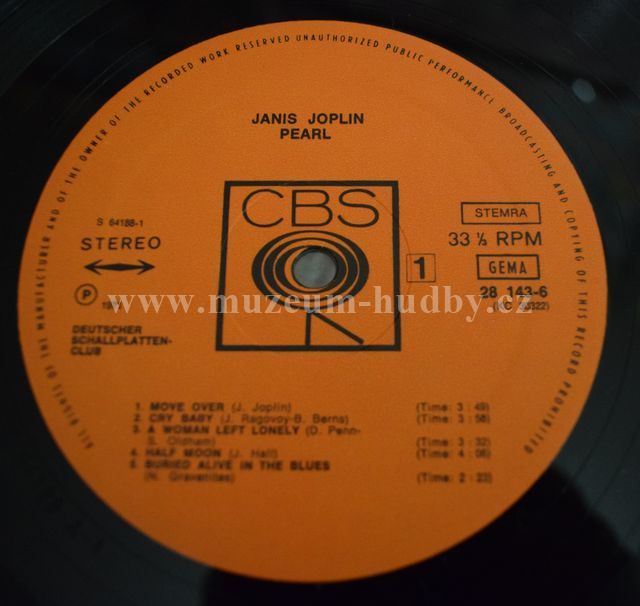 ALL RIGHTS OF THE MANUFACTURER AND OF THE OWNER OF THE RECORDED WORK RESERVED UNAUTHORIZED PUBLIC PERFORMANCE BROADCASTING AND COPYING OF THIS RECORD PROHIBITED
JANIS JOPLIN
PEARL
CBS
S 64188-1
STEREO
STEMRA
33 ⅓ RPM
1
GEMA
28 143-6
P
www.muzeum-hudby.cz
DEUTSCHER
SCHALLPLATTEN-
CLUB
1. MOVE OVER (J. Joplin) (Time: 3:49)
2. CRY BABY (J. Ragovoy-B. Berns) (Time: 3:58)
3. A WOMAN LEFT LONELY (D. Penn-
S. Oldham) (Time: 3:32)
4. HALF MOON (J. Hall) (Time: 4:08)
5. BURIED ALIVE IN THE BLUES
(N. Gravenites) (Time: 2:23)